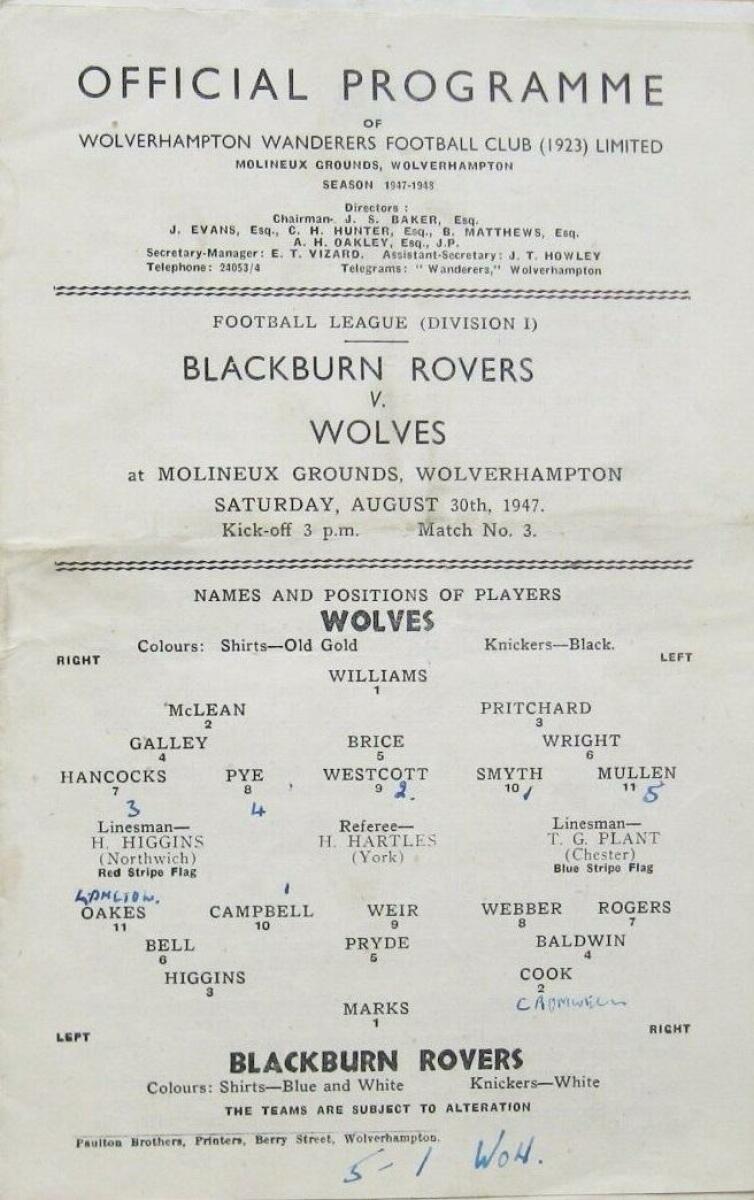 OFFICIAL PROGRAMME
OF
WOLVERHAMPTON WANDERERS FOOTBALL CLUB (1923) LIMITED
MOLINEUX GROUNDS, WOLVERHAMPTON
SEASON 1947-1948
Directors :
Chairman- J. S. BAKER, Esq.
J. EVANS, Esq., C. H. HUNTER, Esq., B. MATTHEWS, Esq.
A. H. OAKLEY, Esq., J.P.
Secretary-Manager: E. T. VIZARD. Assistant-Secretary: J. T. HOWLEY
Telephone: 24053/4 Telegrams: "Wanderers," Wolverhampton
FOOTBALL LEAGUE (DIVISION I)
BLACKBURN ROVERS
V.
WOLVES
at MOLINEUX GROUNDS, WOLVERHAMPTON
SATURDAY, AUGUST 30th, 1947.
Kick-off 3 p.m. Match No. 3.
NAMES AND POSITIONS OF PLAYERS
WOLVES
Colours: Shirts—Old Gold Knickers—Black.
RIGHT LEFT
WILLIAMS
1
McLEAN PRITCHARD
2 3
GALLEY BRICE WRIGHT
4 5 6
HANCOCKS PYE WESTCOTT SMYTH MULLEN
7 8 9 2. 10 1 11 5
3 4
Linesman— Referee— Linesman—
H. HIGGINS H. HARTLES T. G. PLANT
(Northwich) (York) (Chester)
Red Stripe Flag Blue Stripe Flag
1
OAKES CAMPBELL WEIR WEBBER ROGERS
11 10 9 8 7
BELL PRYDE BALDWIN
6 5 4
HIGGINS COOK
3 2
CROMWELL
MARKS
1
LEFT RIGHT
BLACKBURN ROVERS
Colours: Shirts—Blue and White Knickers—White
THE TEAMS ARE SUBJECT TO ALTERATION
Paulton Brothers, Printers, Berry Street, Wolverhampton.
5-1 WON.